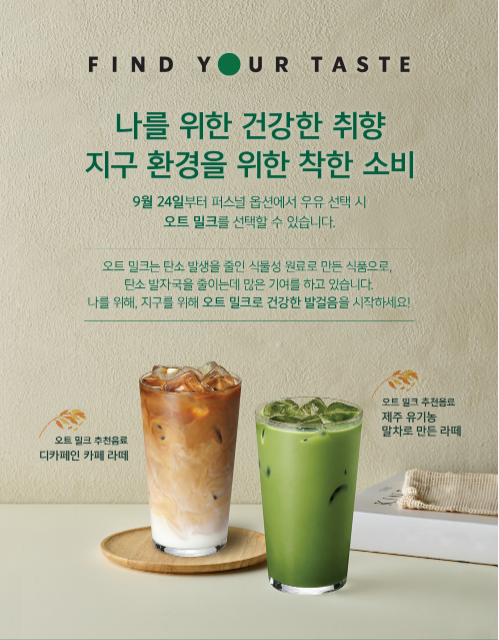 FIND YOUR TASTE
나를 위한 건강한 취향
지구 환경을 위한 착한 소비
9월 24일부터 퍼스널 옵션에서 우유 선택 시
오트 밀크를 선택할 수 있습니다.
오트 밀크는 탄소 발생을 줄인 식물성 원료로 만든 식품으로,
탄소 발자국을 줄이는데 많은 기여를 하고 있습니다.
나를 위해, 지구를 위해 오트 밀크로 건강한 발걸음을 시작하세요!
오트 밀크 추천음료
디카페인 카페 라떼
오트 밀크 추천음료
제주 유기농
말차로 만든 라떼